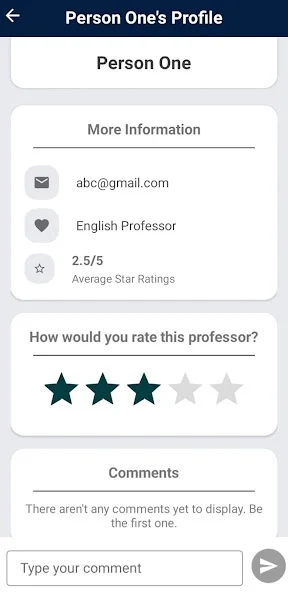 Person One's Profile
Person One
More Information
abc@gmail.com
English Professor
2.5/5
Average Star Ratings
How would you rate this professor?
Comments
There aren't any comments yet to display. Be
the first one.
Type your comment